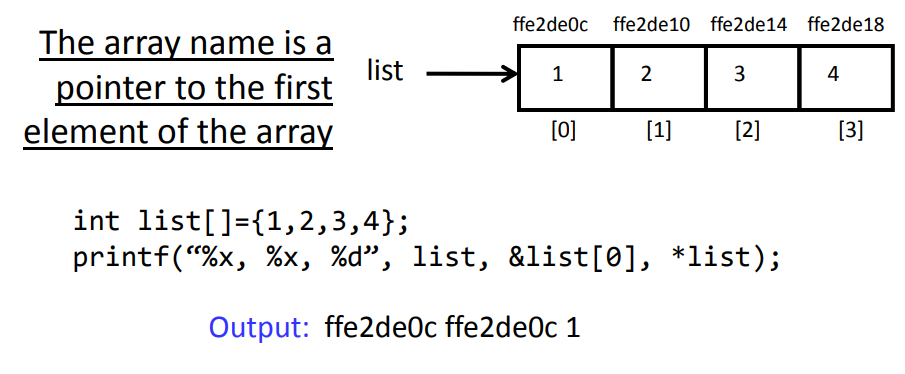 The array name is a
pointer to the first
element of the array
list
ffe2de0c ffe2de10 ffe2de14 ffe2de18
1 2 3 4
[0] [1] [2] [3]
int list[]={1,2,3,4};
printf(“%x, %x, %d”, list, &list[0], *list);
Output: ffe2de0c ffe2de0c 1